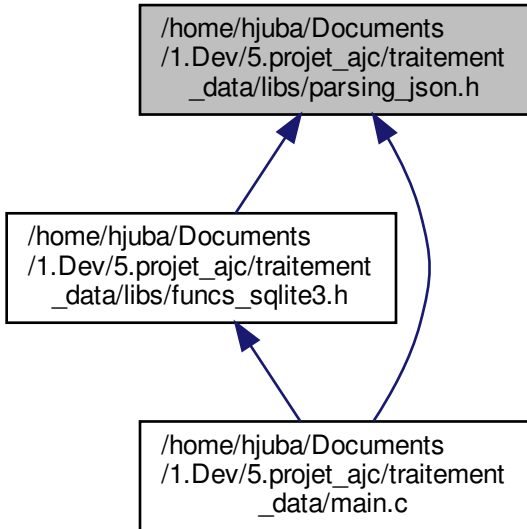 /home/hjuba/Documents
/1.Dev/5.projet_ajc/traitement
_data/libs/parsing_json.h
/home/hjuba/Documents
/1.Dev/5.projet_ajc/traitement
_data/libs/funcs_sqlite3.h
/home/hjuba/Documents
/1.Dev/5.projet_ajc/traitement
_data/main.c